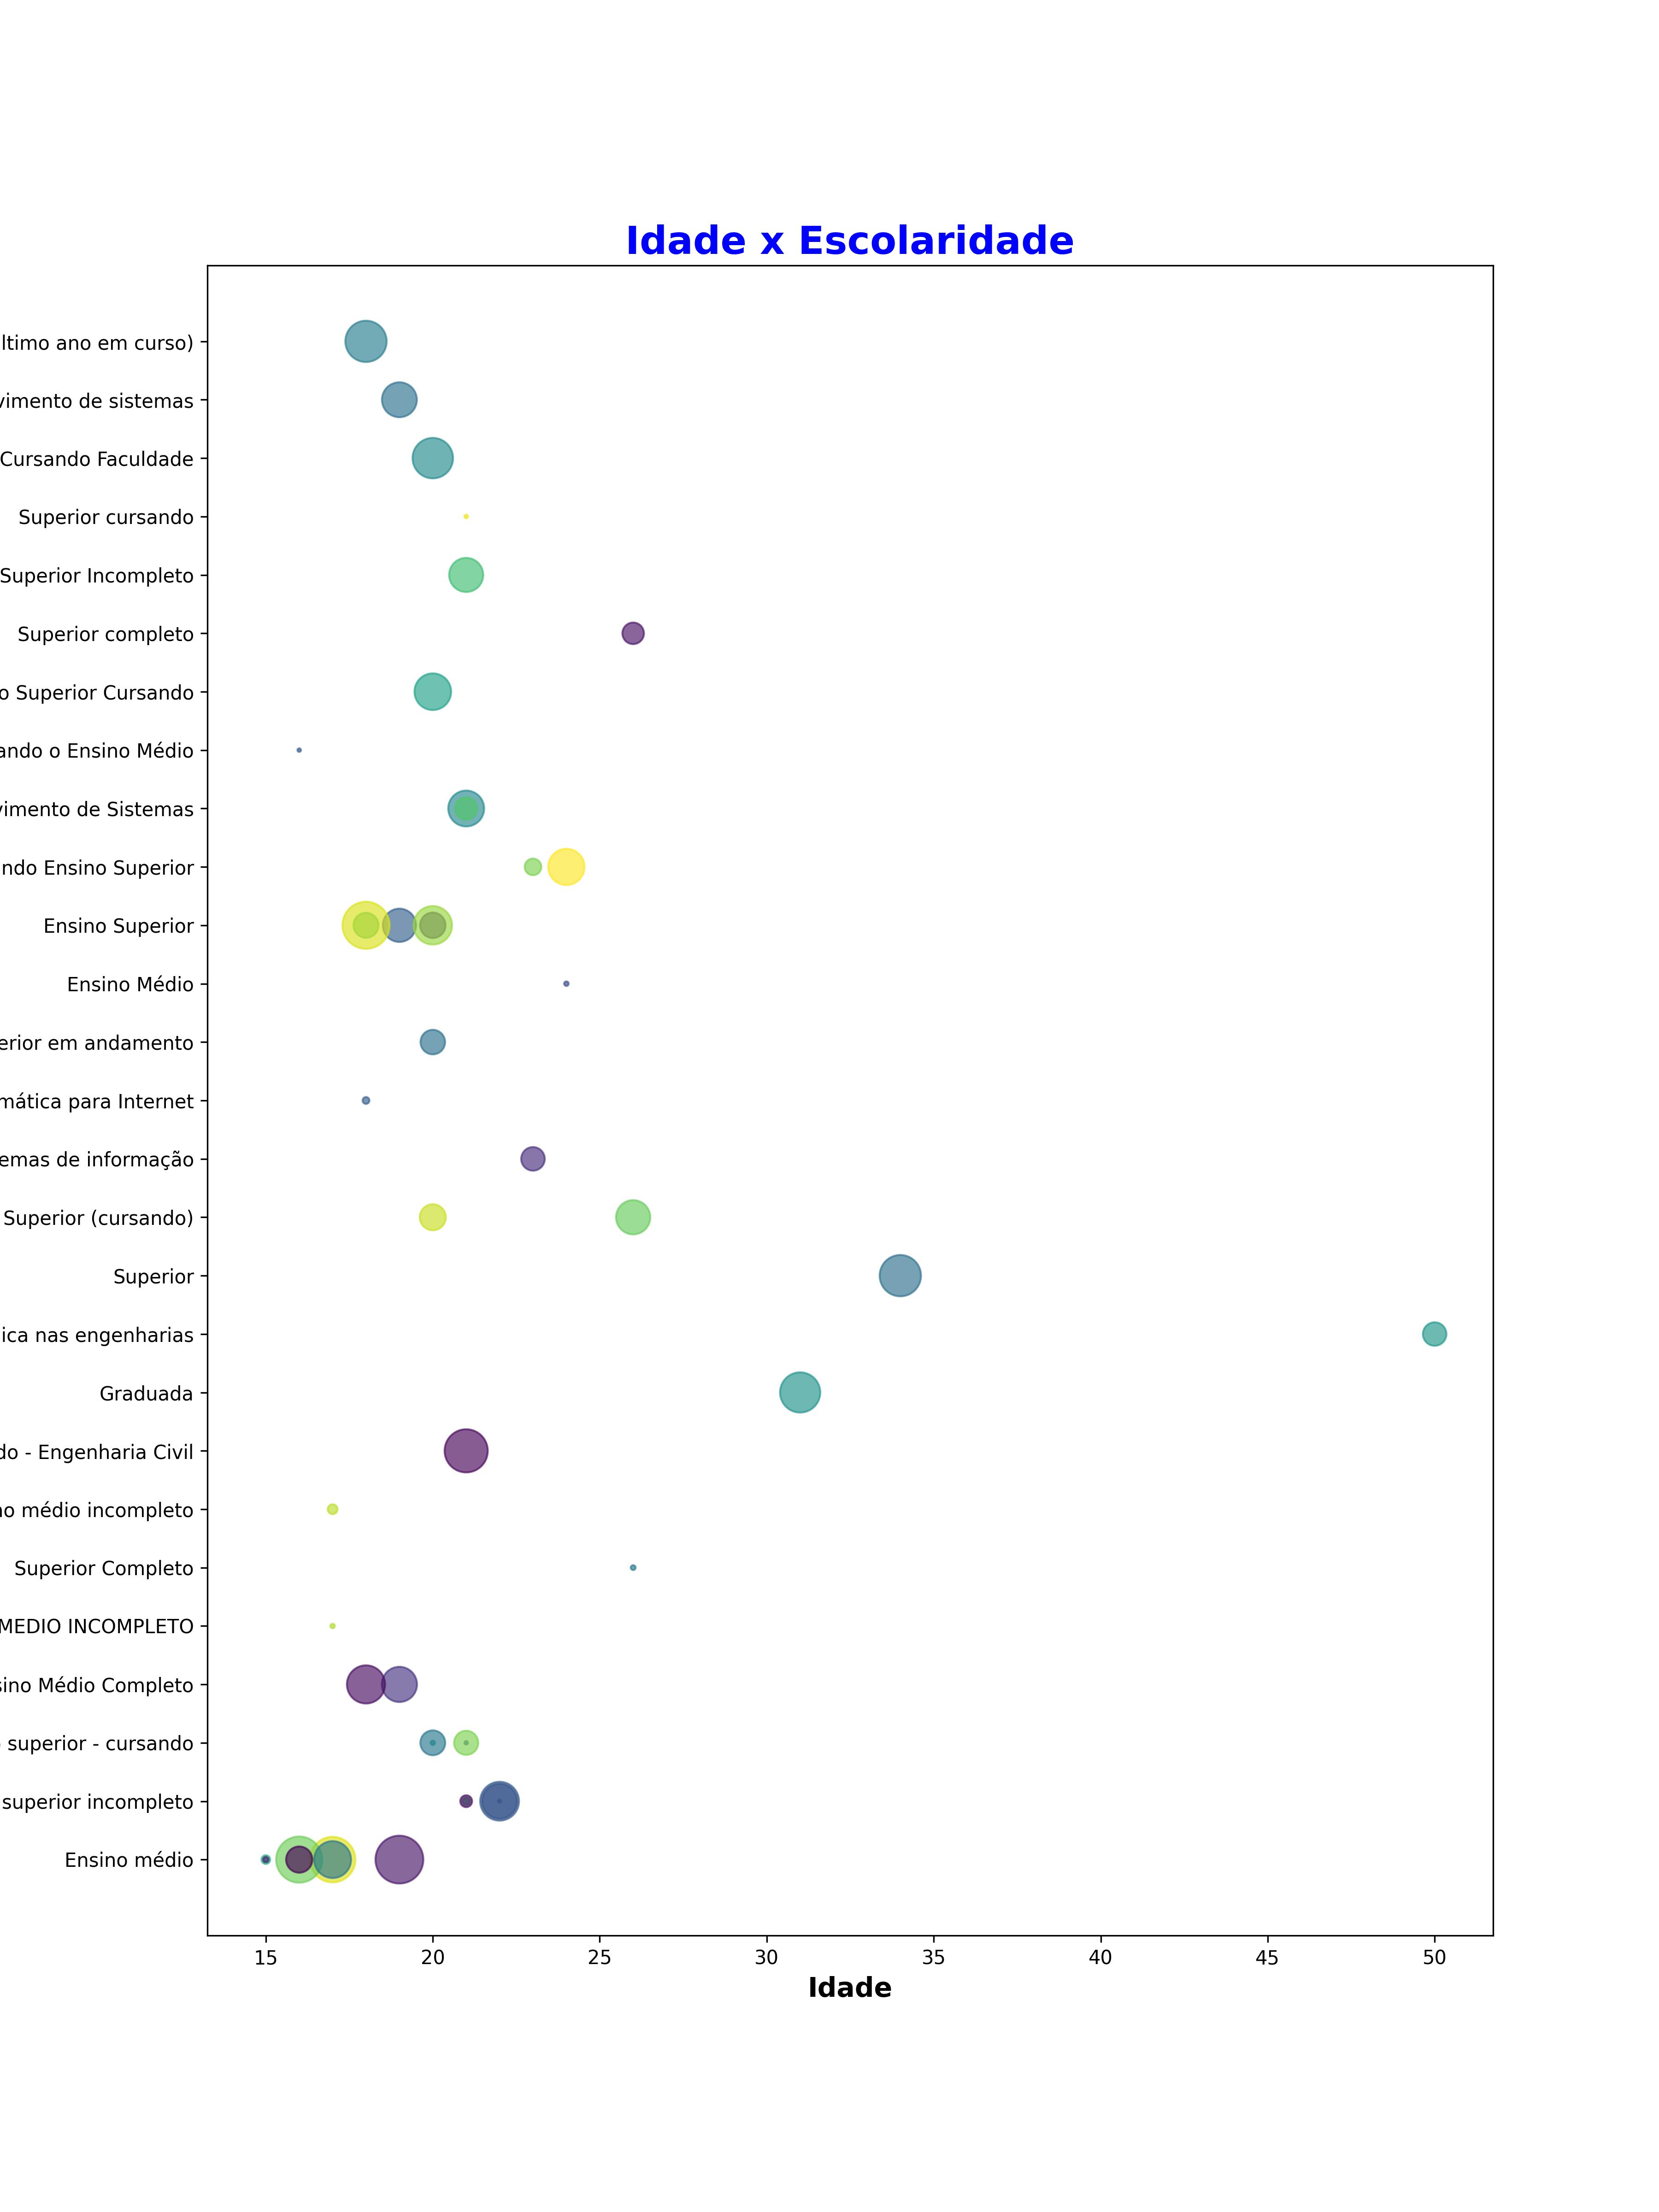 Idade x Escolaridade
ltimo ano em curso)
vimento de sistemas
Cursando Faculdade
Superior cursando
Superior Incompleto
Superior completo
o Superior Cursando
ando o Ensino Médio
vimento de Sistemas
ndo Ensino Superior
Ensino Superior
Ensino Médio
erior em andamento
mática para Internet
emas de informação
Superior (cursando)
Superior
ica nas engenharias
Graduada
do - Engenharia Civil
no médio incompleto
Superior Completo
MEDIO INCOMPLETO
sino Médio Completo
superior - cursando
superior incompleto
Ensino médio
15 20 25 30 35 40 45 50
Idade